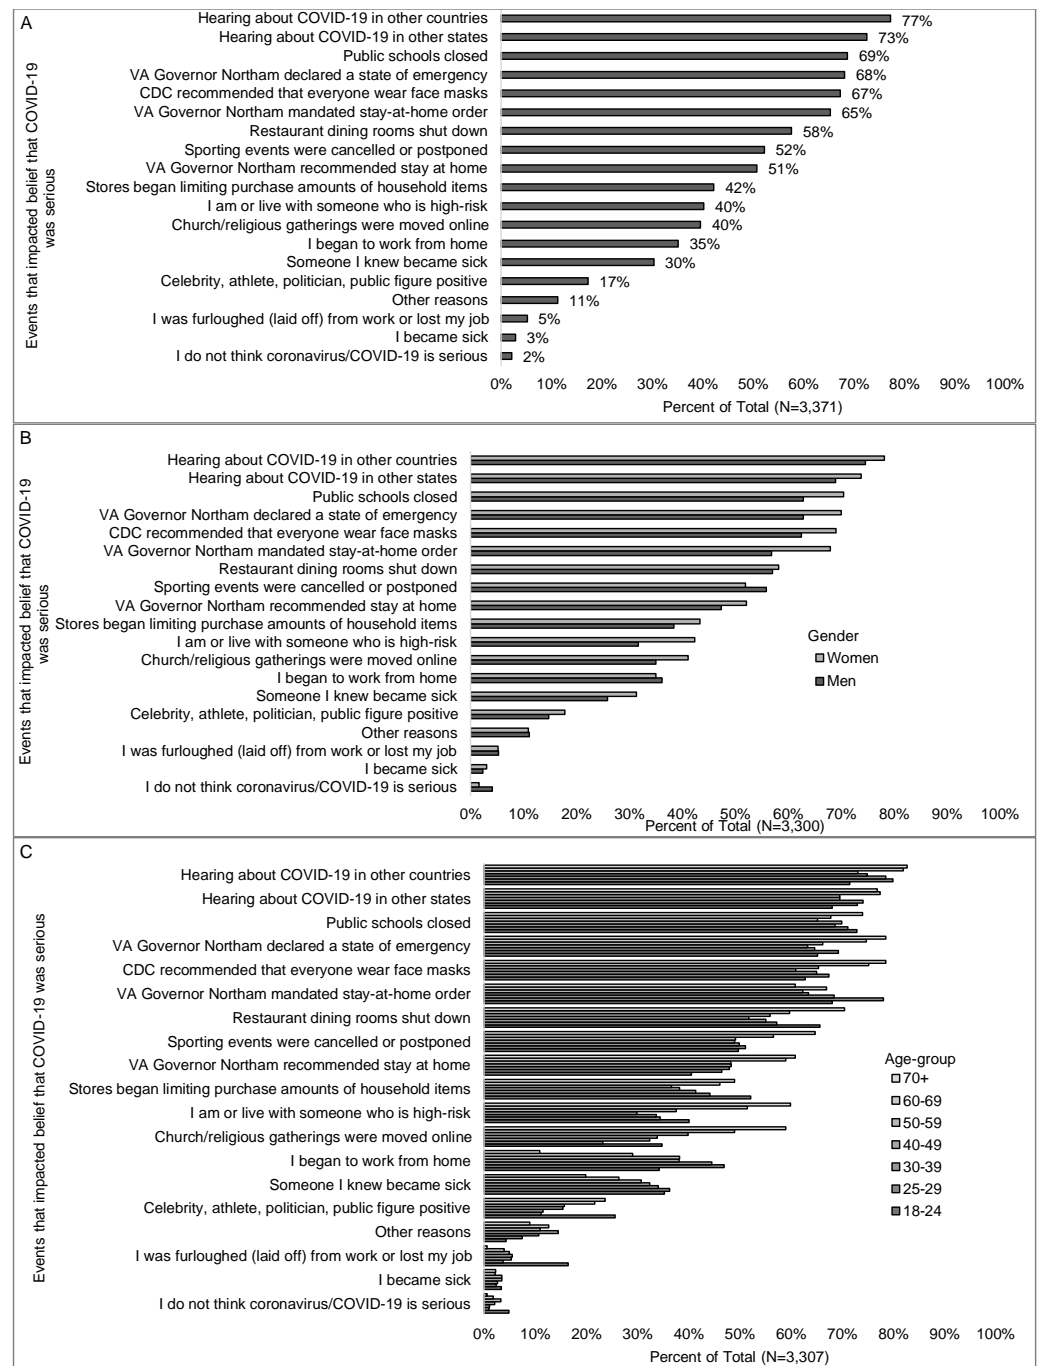 A
Events that impacted belief that COVID-19
was serious
Hearing about COVID-19 in other countries 77%
Hearing about COVID-19 in other states 73%
Public schools closed 69%
VA Governor Northam declared a state of emergency 68%
CDC recommended that everyone wear face masks 67%
VA Governor Northam mandated stay-at-home order 65%
Restaurant dining rooms shut down 58%
Sporting events were cancelled or postponed 52%
VA Governor Northam recommended stay at home 51%
Stores began limiting purchase amounts of household items 42%
I am or live with someone who is high-risk 40%
Church/religious gatherings were moved online 40%
I began to work from home 35%
Someone I knew became sick 30%
Celebrity, athlete, politician, public figure positive 17%
Other reasons 11%
I was furloughed (laid off) from work or lost my job 5%
I became sick 3%
I do not think coronavirus/COVID-19 is serious 2%
0% 10% 20% 30% 40% 50% 60% 70% 80% 90% 100%
Percent of Total (N=3,371)
B
Events that impacted belief that COVID-19
was serious
Hearing about COVID-19 in other countries
Hearing about COVID-19 in other states
Public schools closed
VA Governor Northam declared a state of emergency
CDC recommended that everyone wear face masks
VA Governor Northam mandated stay-at-home order
Restaurant dining rooms shut down
Sporting events were cancelled or postponed
VA Governor Northam recommended stay at home
Stores began limiting purchase amounts of household items
I am or live with someone who is high-risk
Church/religious gatherings were moved online
I began to work from home
Someone I knew became sick
Celebrity, athlete, politician, public figure positive
Other reasons
I was furloughed (laid off) from work or lost my job
I became sick
I do not think coronavirus/COVID-19 is serious
Gender
Women
Men
0% 10% 20% 30% 40% 50% 60% 70% 80% 90% 100%
Percent of Total (N=3,300)
C
Events that impacted belief that COVID-19 was serious
Hearing about COVID-19 in other countries
Hearing about COVID-19 in other states
Public schools closed
VA Governor Northam declared a state of emergency
CDC recommended that everyone wear face masks
VA Governor Northam mandated stay-at-home order
Restaurant dining rooms shut down
Sporting events were cancelled or postponed
VA Governor Northam recommended stay at home
Stores began limiting purchase amounts of household items
I am or live with someone who is high-risk
Church/religious gatherings were moved online
I began to work from home
Someone I knew became sick
Celebrity, athlete, politician, public figure positive
Other reasons
I was furloughed (laid off) from work or lost my job
I became sick
I do not think coronavirus/COVID-19 is serious
Age-group
70+
60-69
50-59
40-49
30-39
25-29
18-24
0% 10% 20% 30% 40% 50% 60% 70% 80% 90% 100%
Percent of Total (N=3,307)